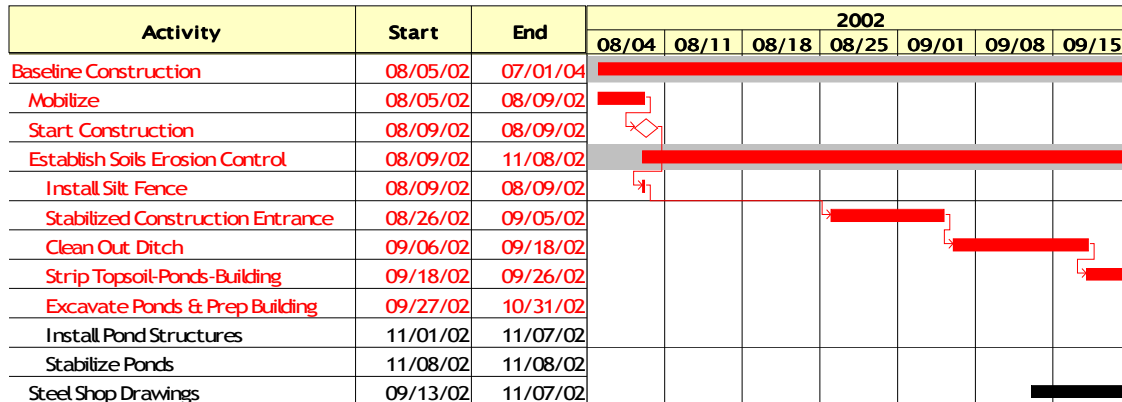 Activity Start End 2002
08/04 08/11 08/18 08/25 09/01 09/08 09/15
Baseline Construction 08/05/02 07/01/04
Mobilize 08/05/02 08/09/02
Start Construction 08/09/02 08/09/02
Establish Soils Erosion Control 08/09/02 11/08/02
Install Silt Fence 08/09/02 08/09/02
Stabilized Construction Entrance 08/26/02 09/05/02
Clean Out Ditch 09/06/02 09/18/02
Strip Topsoil-Ponds-Building 09/18/02 09/26/02
Excavate Ponds & Prep Building 09/27/02 10/31/02
Install Pond Structures 11/01/02 11/07/02
Stabilize Ponds 11/08/02 11/08/02
Steel Shop Drawings 09/13/02 11/07/02